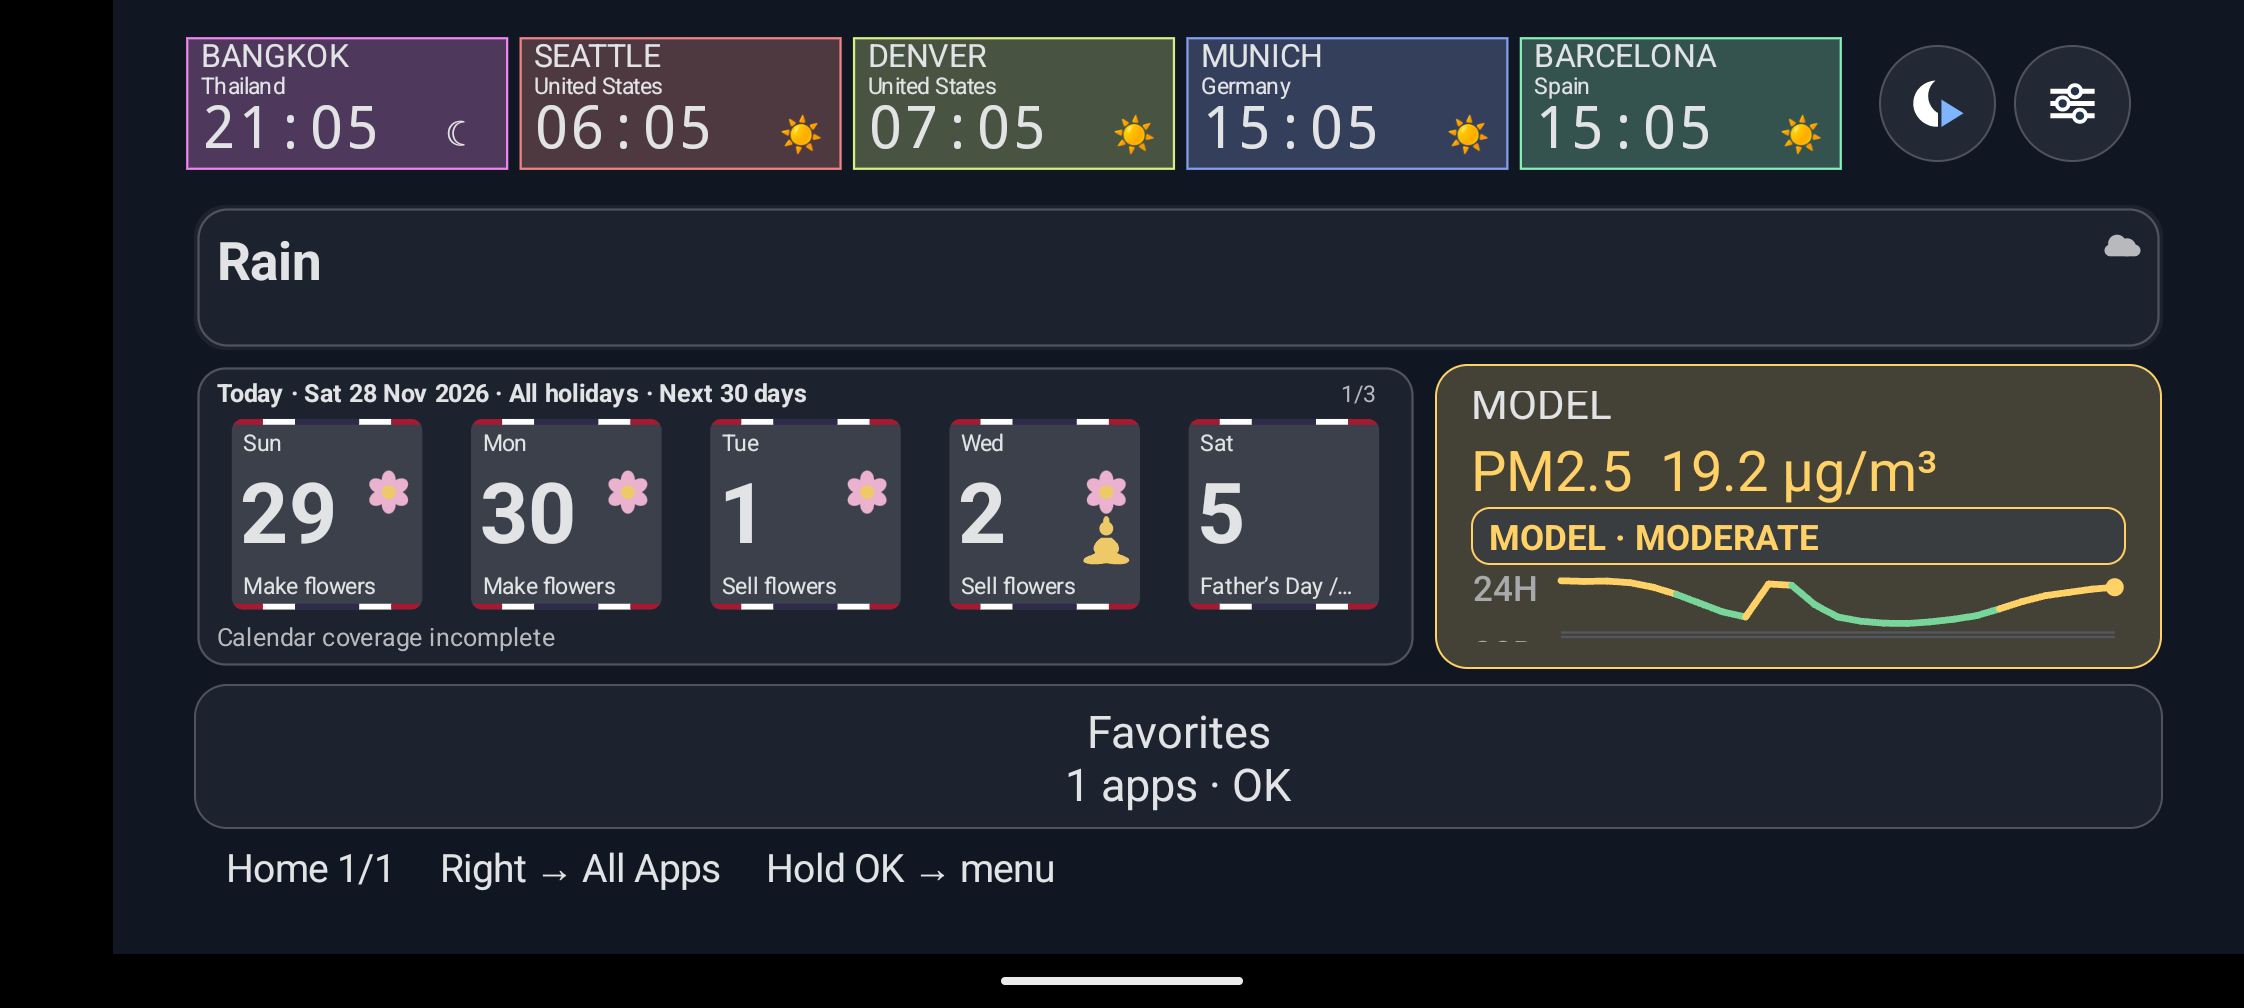 BANGKOK
Thailand
21:05
SEATTLE
United States
06:05
DENVER
United States
07:05
MUNICH
Germany
15:05
BARCELONA
Spain
15:05
Rain
Today · Sat 28 Nov 2026 · All holidays · Next 30 days
1/3
Sun
29
Make flowers
Mon
30
Make flowers
Tue
1
Sell flowers
Wed
2
Sell flowers
Sat
5
Father’s Day /...
Calendar coverage incomplete
MODEL
PM2.5 19.2 µg/m³
MODEL · MODERATE
24H
Favorites
1 apps · OK
Home 1/1 Right → All Apps Hold OK → menu